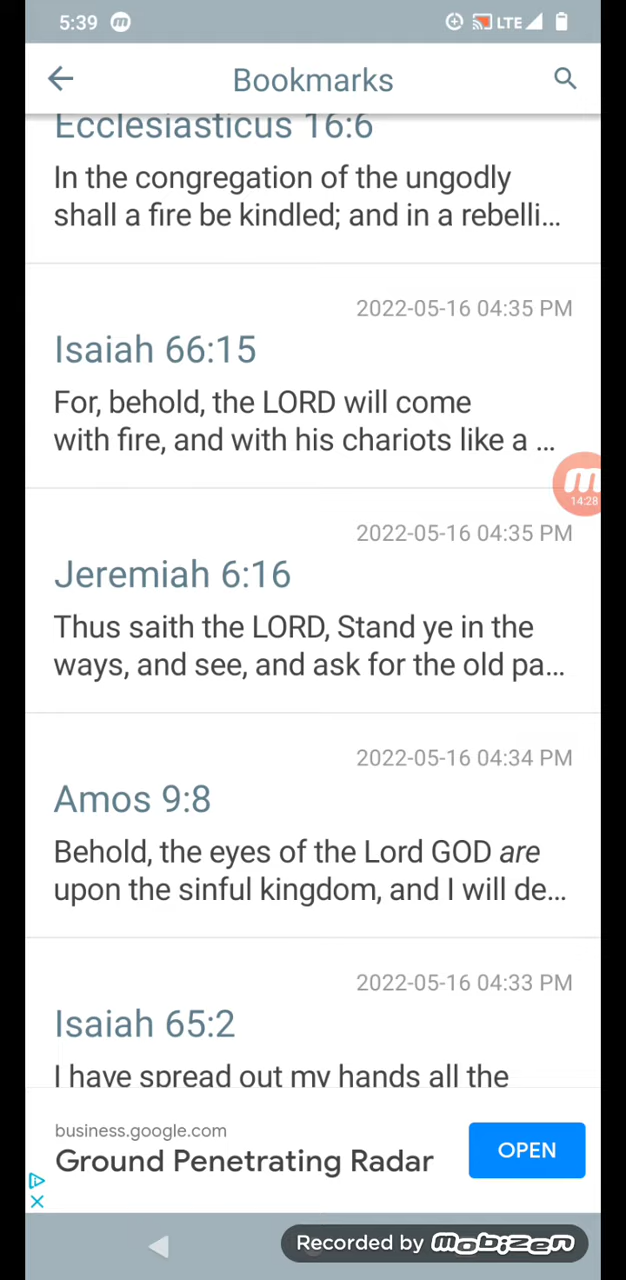 5:39
LTE
Bookmarks
Ecclesiasticus 16:6
In the congregation of the ungodly
shall a fire be kindled; and in a rebelli...
2022-05-16 04:35 PM
Isaiah 66:15
For, behold, the LORD will come
with fire, and with his chariots like a ...
14:28
2022-05-16 04:35 PM
Jeremiah 6:16
Thus saith the LORD, Stand ye in the
ways, and see, and ask for the old pa...
2022-05-16 04:34 PM
Amos 9:8
Behold, the eyes of the Lord GOD are
upon the sinful kingdom, and I will de...
2022-05-16 04:33 PM
Isaiah 65:2
I have spread out my hands all the
business.google.com
Ground Penetrating Radar
OPEN
Recorded by mobizen